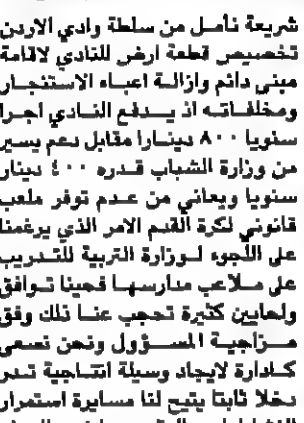 شريعة نأمل من سلطة وادي الاردن
تخصيص قطعة ارض للنادي لاقامة
مبنى دائم وازالة اعباء الاستئجار
ومخلفاته اذ يدفع النادي اجرا
سنويا ٨٠٠ دينارا مقابل دعم يسير
من وزارة الشباب قدره ٤٠٠ دينار
سنويا ويعاني من عدم توفر ملعب
قانوني لكرة القدم الامر الذي يرغمنا
على اللجوء لوزارة التربية للتدريب
على ملاعب مدارسها فحينا توافق
ولحايين كثيرة تحجب عنا ذلك وفق
مزاجية المسؤول ونحن نسعى
كادارة لايجاد وسيلة انتاجية تدر
دخلا ثابتا يتيح لنا مسايرة استمرار